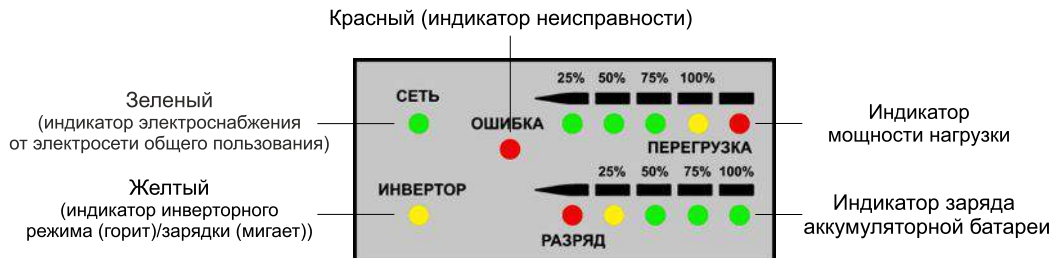 Красный (индикатор неисправности)
Зеленый
(индикатор электроснабжения
от электросети общего пользования)
Желтый
(индикатор инверторного
режима (горит)/зарядки (мигает))
СЕТЬ
ОШИБКА
ИНВЕРТОР
25% 50% 75% 100%
ПЕРЕГРУЗКА
25% 50% 75% 100%
РАЗРЯД
Индикатор
мощности нагрузки
Индикатор заряда
аккумуляторной батареи